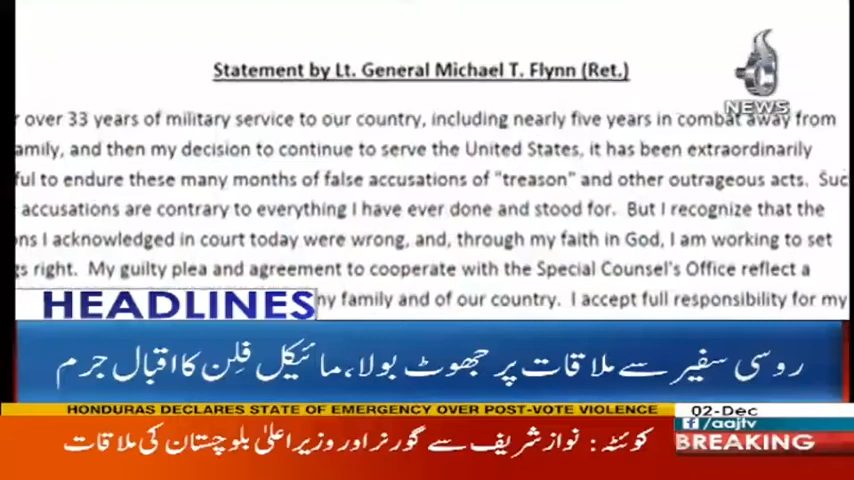 Statement by Lt. General Michael T. Flynn (Ret.)
NEWS
over 33 years of military service to our country, including nearly five years in combat away from
amily, and then my decision to continue to serve the United States, it has been extraordinarily
ful to endure these many months of false accusations of "treason" and other outrageous acts. Suc
accusations are contrary to everything I have ever done and stood for. But I recognize that the
ns I acknowledged in court today were wrong, and, through my faith in God, I am working to set
gs right. My guilty plea and agreement to cooperate with the Special Counsel's Office reflect a
HEADLINES
my family and of our country. I accept full responsibility for my
روسی سفیر سے ملاقات پر جھوٹ بولا، مائیکل فلِن کا اقبال جرم
HONDURAS DECLARES STATE OF EMERGENCY OVER POST-VOTE VIOLENCE
02-Dec
/aajtv
کوئٹہ: نواز شریف سے گورنر اور وزیراعلیٰ بلوچستان کی ملاقات
BREAKING